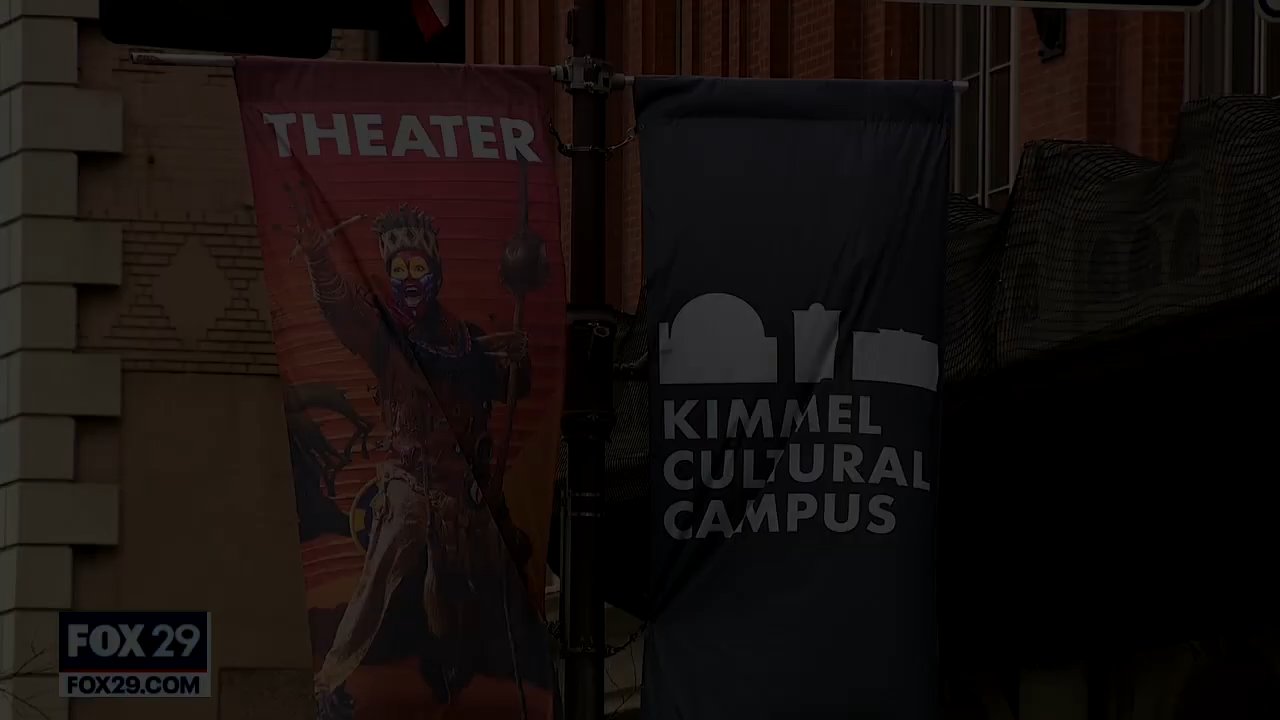 THEATER
KIMMEL
CULTURAL
CAMPUS
FOX 29
FOX29.COM